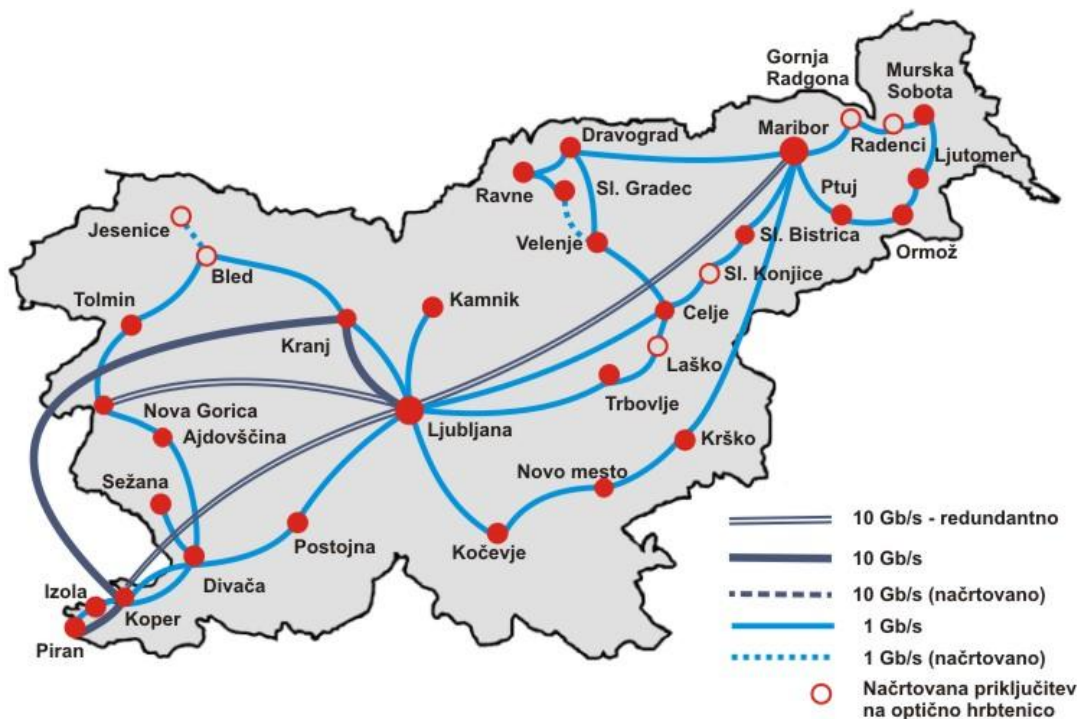 Gornja
Radgona
Murska
Sobota
Dravograd
Maribor
Radenci
Ljutomer
Ravne
Sl. Gradec
Ptuj
Jesenice
Velenje
Sl. Bistrica
Ormož
Bled
Sl. Konjice
Tolmin
Kamnik
Celje
Kranj
Laško
Trbovlje
Nova Gorica
Ljubljana
Ajdovščina
Krško
Sežana
Novo mesto
Postojna
Kočevje
Divača
Izola
Koper
Piran
10 Gb/s - redundantno
10 Gb/s
10 Gb/s (načrtovano)
1 Gb/s
1 Gb/s (načrtovano)
Načrtovana priključitev
na optično hrbtenico